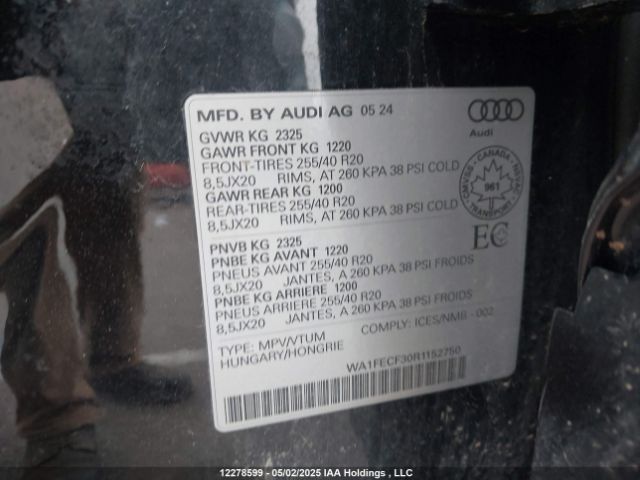 MFD. BY AUDI AG 05 24
Audi
GVWR KG 2325
GAWR FRONT KG 1220
FRONT-TIRES 255/40 R20
8,5JX20 RIMS, AT 260 KPA 38 PSI COLD
GAWR REAR KG 1200
REAR-TIRES 255/40 R20
8,5JX20 RIMS, AT 260 KPA 38 PSI COLD
CMVSS - CANADA - NSVAC
961
TRANSPORT
EC
PNVB KG 2325
PNBE KG AVANT 1220
PNEUS AVANT 255/40 R20
8,5JX20 JANTES, A 260 KPA 38 PSI FROIDS
PNBE KG ARRIERE 1200
PNEUS ARRIERE 255/40 R20
8,5JX20 JANTES, A 260 KPA 38 PSI FROIDS
TYPE: MPV/VTUM COMPLY: ICES/NMB - 002
HUNGARY/HONGRIE
WA1FECF30R1152750
12278599 - 05/02/2025 IAA Holdings , LLC